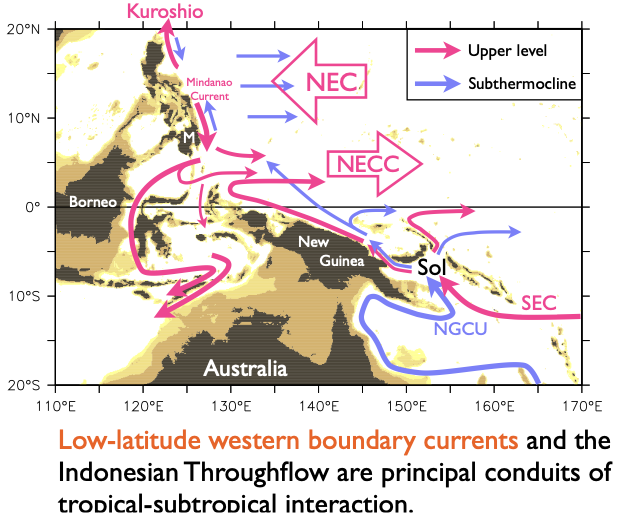 Kuroshio
20°N
Upper level
Mindanao
Current
NEC
Subthermocline
10°N
M
NECC
Borneo
0°
New
Guinea
Sol
10°S
SEC
NGCU
Australia
20°S
110°E 120°E 130°E 140°E 150°E 160°E 170°E
Low-latitude western boundary currents and the
Indonesian Throughflow are principal conduits of
tropical-subtropical interaction.